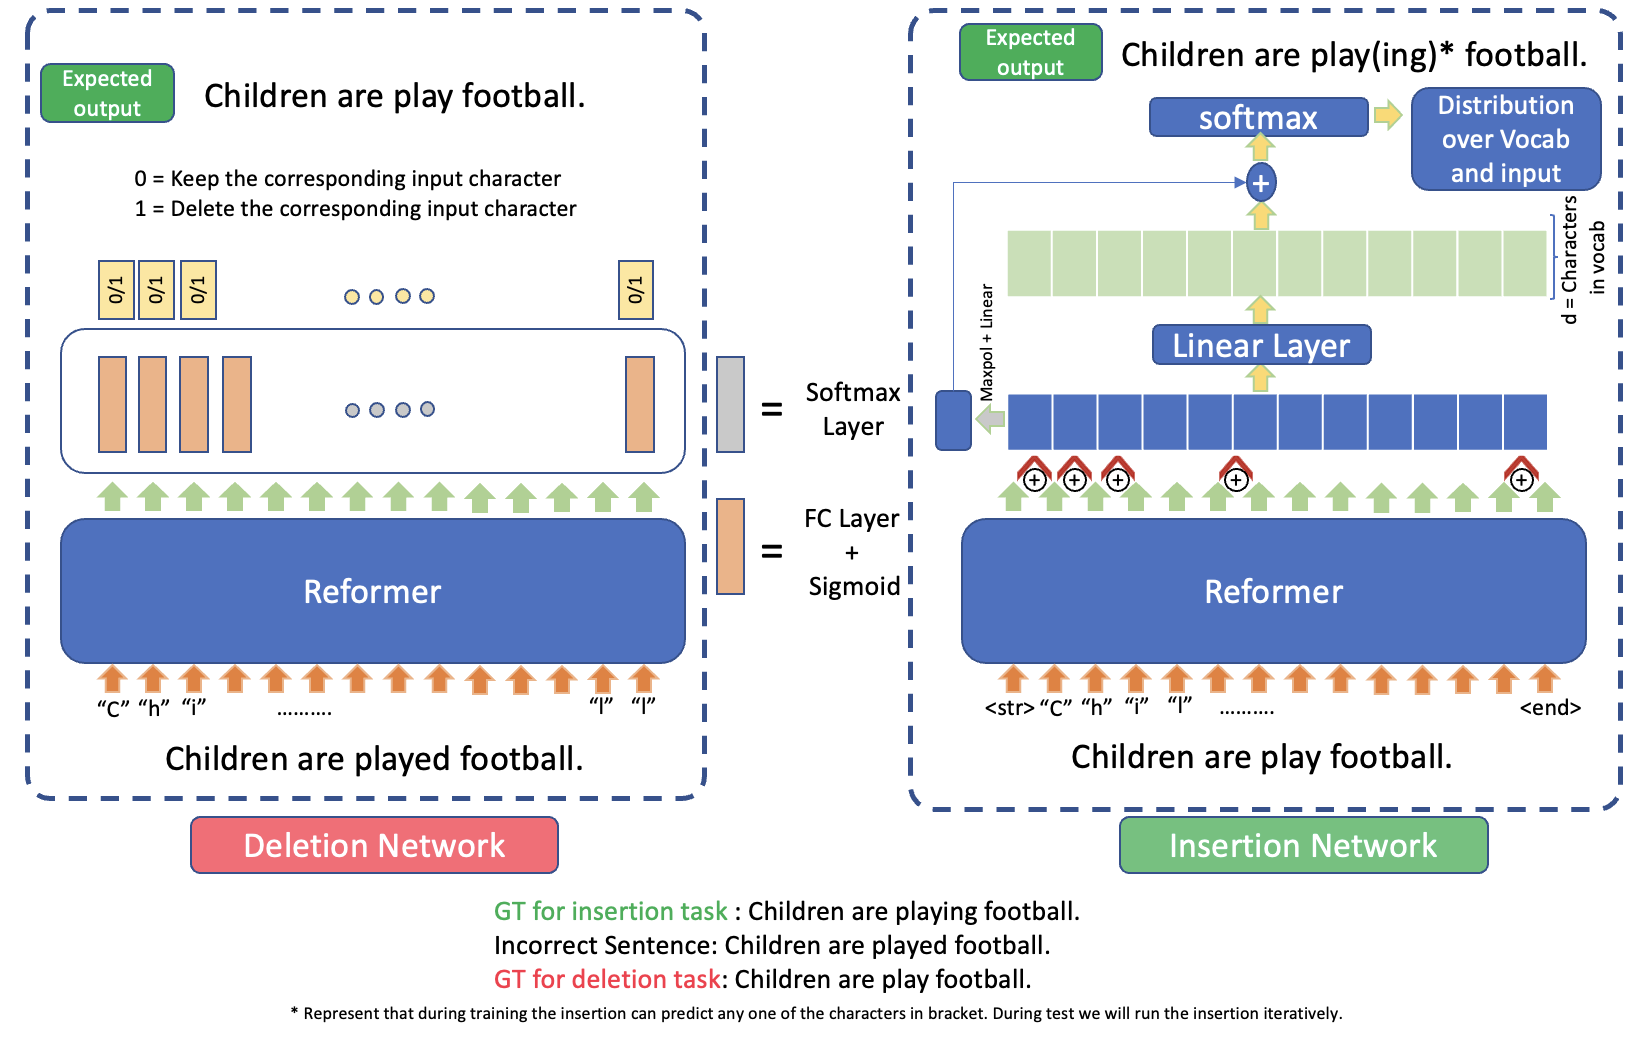 Expected
output
Children are play football.
0 = Keep the corresponding input character
1 = Delete the corresponding input character
0/1
0/1
0/1
0/1
Reformer
“C” “h” “i” .......... “l” “l”
Children are played football.
Deletion Network
= Softmax
Layer
= FC Layer
+
Sigmoid
Expected
output
Children are play(ing)* football.
softmax
Distribution
over Vocab
and input
+
d = Characters
in vocab
Maxpol + Linear
Linear Layer
+ + + + +
Reformer
<str> “C” “h” “i” “l” .......... <end>
Children are play football.
Insertion Network
GT for insertion task : Children are playing football.
Incorrect Sentence: Children are played football.
GT for deletion task: Children are play football.
* Represent that during training the insertion can predict any one of the characters in bracket. During test we will run the insertion iteratively.